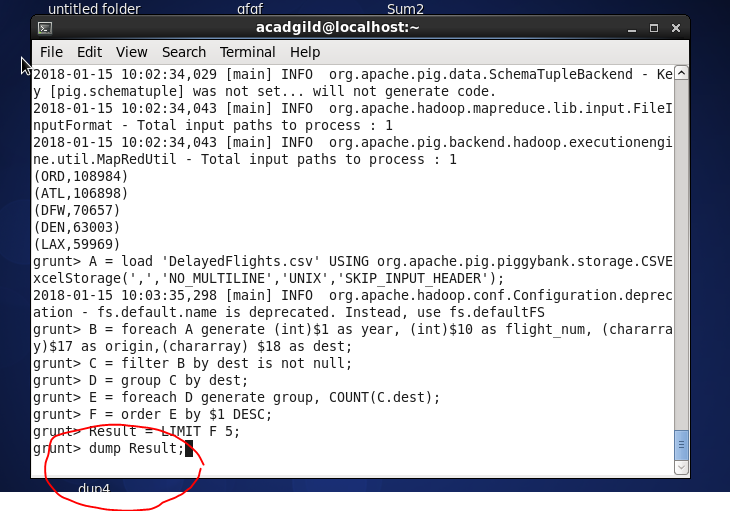 untitled folder
gfgf
Sum2
acadgild@localhost:~
File Edit View Search Terminal Help
2018-01-15 10:02:34,029 [main] INFO  org.apache.pig.data.SchemaTupleBackend - Ke
y [pig.schematuple] was not set... will not generate code.
2018-01-15 10:02:34,043 [main] INFO  org.apache.hadoop.mapreduce.lib.input.FileI
nputFormat - Total input paths to process : 1
2018-01-15 10:02:34,043 [main] INFO  org.apache.pig.backend.hadoop.executionengi
ne.util.MapRedUtil - Total input paths to process : 1
(ORD,108984)
(ATL,106898)
(DFW,70657)
(DEN,63003)
(LAX,59969)
grunt> A = load 'DelayedFlights.csv' USING org.apache.pig.piggybank.storage.CSVE
xcelStorage(',','NO_MULTILINE','UNIX','SKIP_INPUT_HEADER');
2018-01-15 10:03:35,298 [main] INFO  org.apache.hadoop.conf.Configuration.deprec
ation - fs.default.name is deprecated. Instead, use fs.defaultFS
grunt> B = foreach A generate (int)$1 as year, (int)$10 as flight_num, (chararra
y)$17 as origin,(chararray) $18 as dest;
grunt> C = filter B by dest is not null;
grunt> D = group C by dest;
grunt> E = foreach D generate group, COUNT(C.dest);
grunt> F = order E by $1 DESC;
grunt> Result = LIMIT F 5;
grunt> dump Result;
dup4